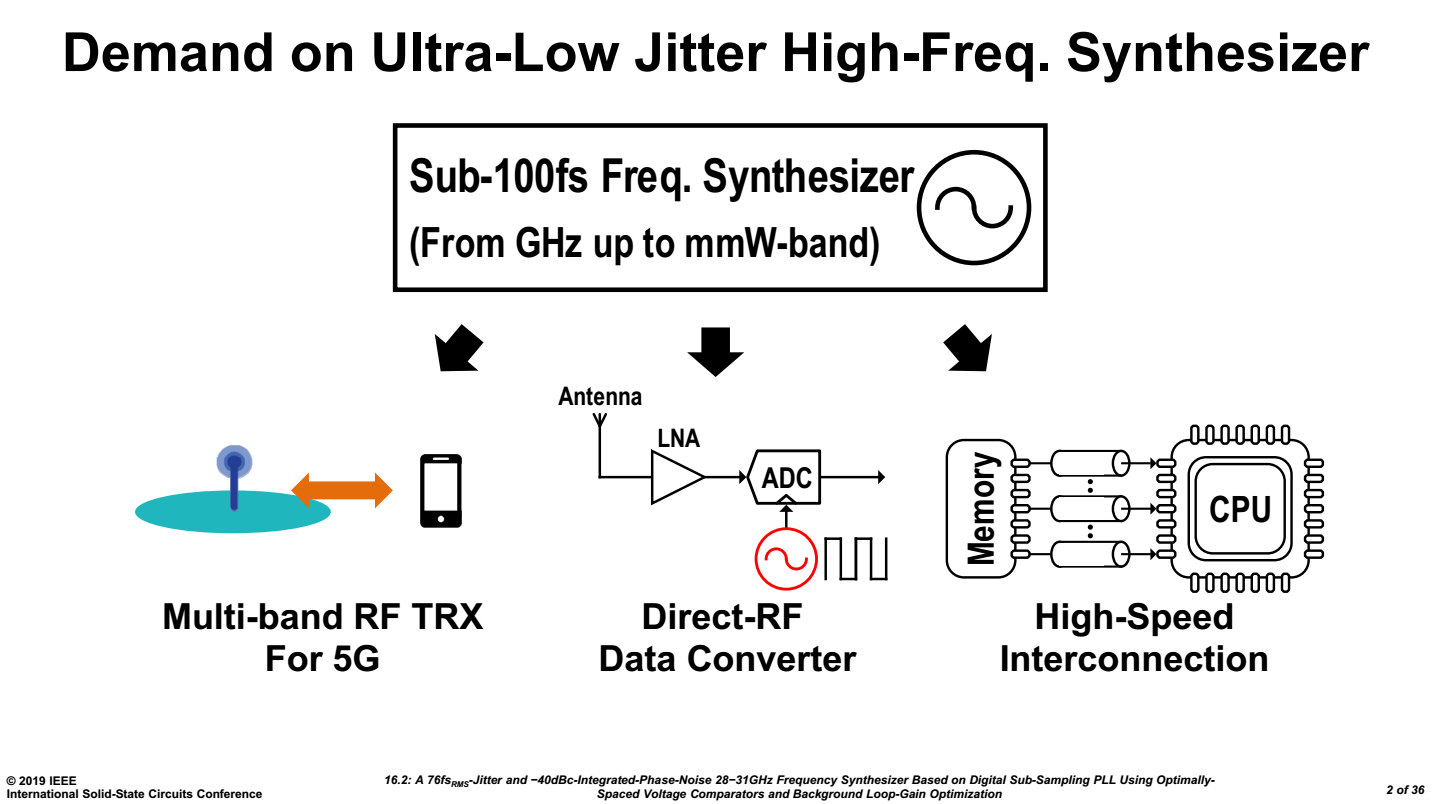 Demand on Ultra-Low Jitter High-Freq. Synthesizer
Sub-100fs Freq. Synthesizer
(From GHz up to mmW-band)
Antenna
LNA
ADC
Memory
CPU
Multi-band RF TRX
For 5G
Direct-RF
Data Converter
High-Speed
Interconnection
© 2019 IEEE
International Solid-State Circuits Conference
16.2: A 76fsRMS-Jitter and −40dBc-Integrated-Phase-Noise 28−31GHz Frequency Synthesizer Based on Digital Sub-Sampling PLL Using Optimally-
Spaced Voltage Comparators and Background Loop-Gain Optimization
2 of 36